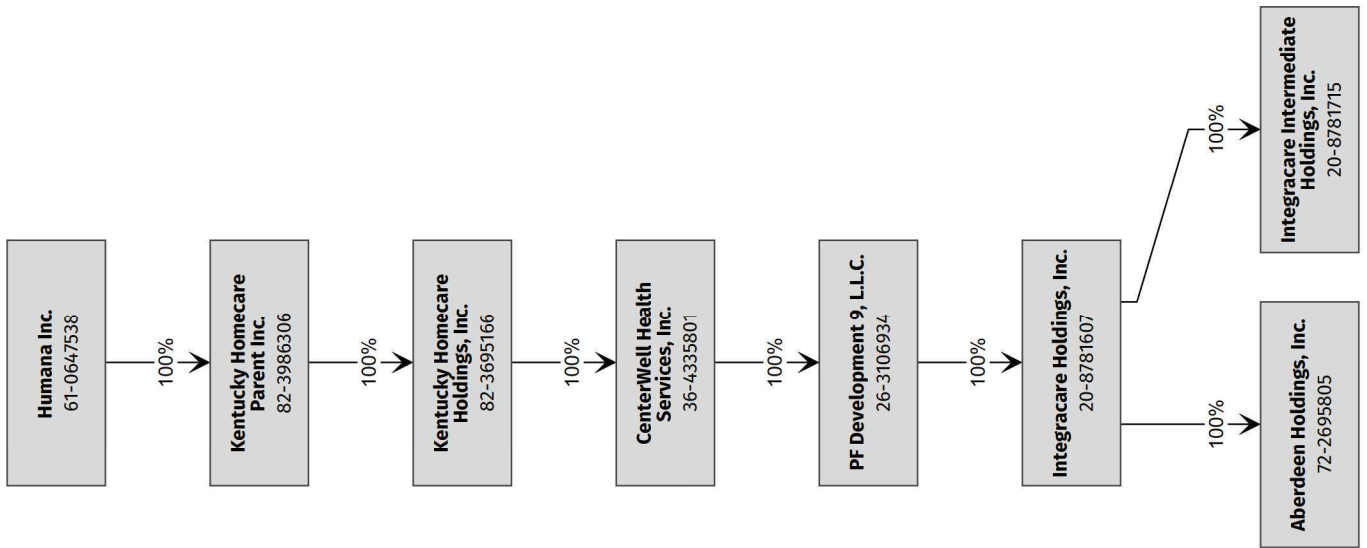 Humana Inc.
61-0647538
100%
Kentucky Homecare
Parent Inc.
82-3986306
100%
Kentucky Homecare
Holdings, Inc.
82-3695166
100%
CenterWell Health
Services, Inc.
36-4335801
100%
PF Development 9, L.L.C.
26-3106934
100%
Integracare Holdings, Inc.
20-8781607
100%
Aberdeen Holdings, Inc.
72-2695805
100%
Integracare Intermediate
Holdings, Inc.
20-8781715